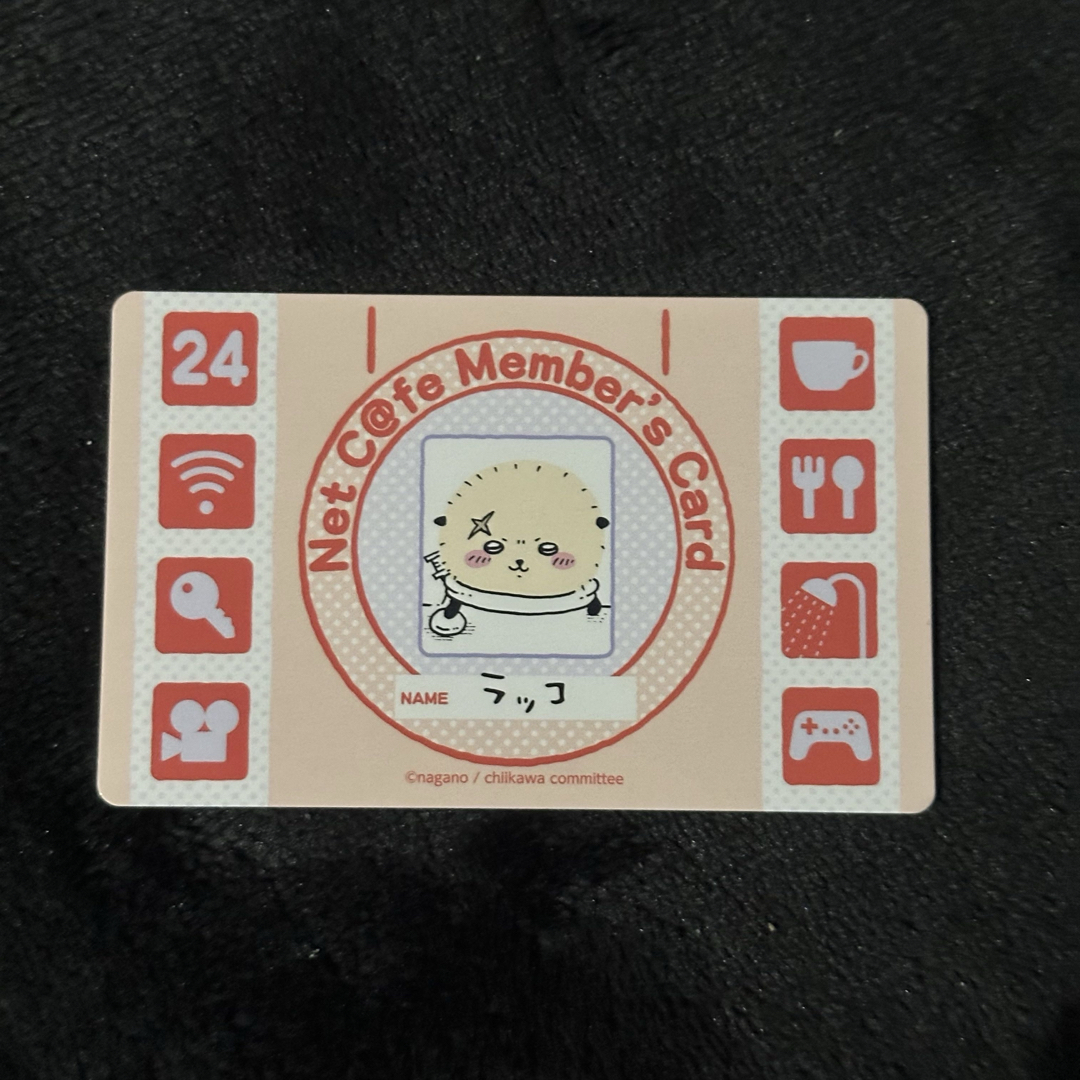 24
Net C@fe Member's Card
NAME ラッコ
©nagano / chiikawa committee